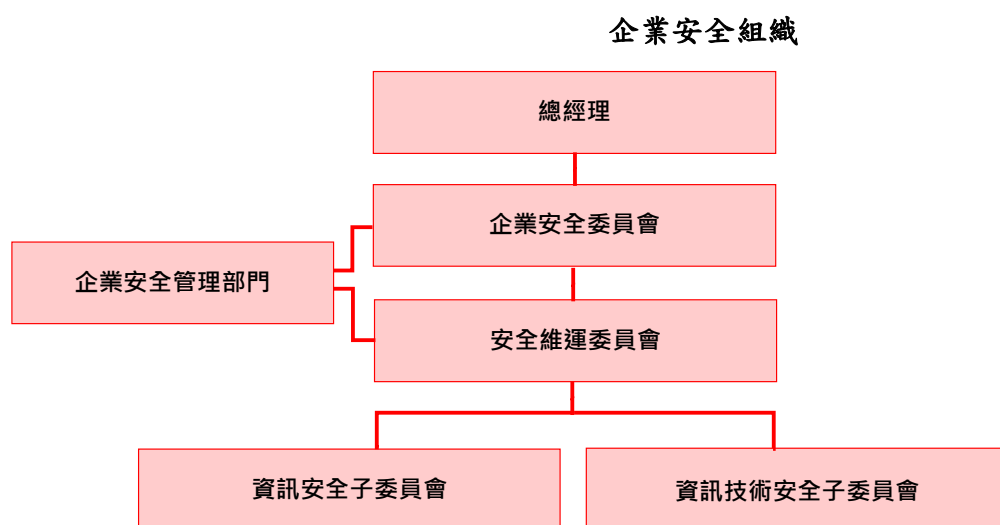 企業安全組織
總經理
企業安全委員會
企業安全管理部門
安全維運委員會
資訊安全子委員會
資訊技術安全子委員會